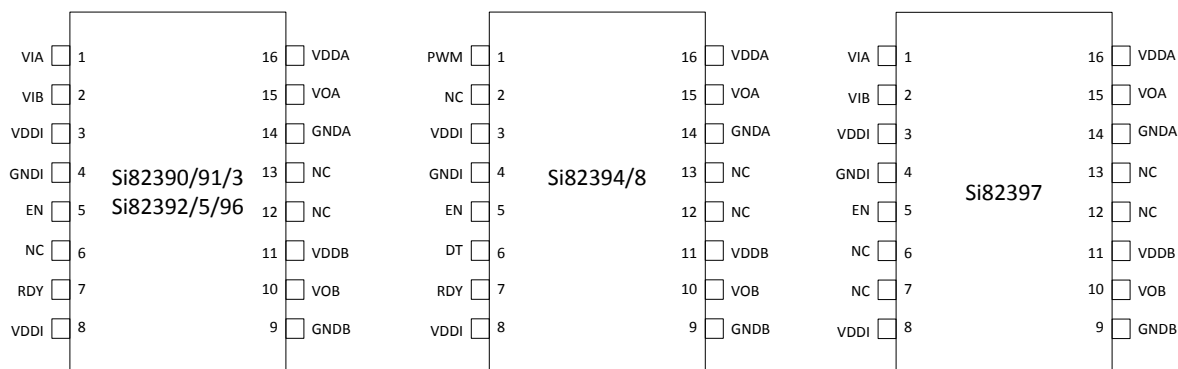 VIA 1 16 VDDA
VIB 2 15 VOA
VDDI 3 14 GNDA
GNDI 4 13 NC
EN 5 12 NC
NC 6 11 VDDB
RDY 7 10 VOB
VDDI 8 9 GNDB
Si82390/91/3
Si82392/5/96
PWM 1 16 VDDA
NC 2 15 VOA
VDDI 3 14 GNDA
GNDI 4 13 NC
EN 5 12 NC
DT 6 11 VDDB
RDY 7 10 VOB
VDDI 8 9 GNDB
Si82394/8
VIA 1 16 VDDA
VIB 2 15 VOA
VDDI 3 14 GNDA
GNDI 4 13 NC
EN 5 12 NC
NC 6 11 VDDB
NC 7 10 VOB
VDDI 8 9 GNDB
Si82397